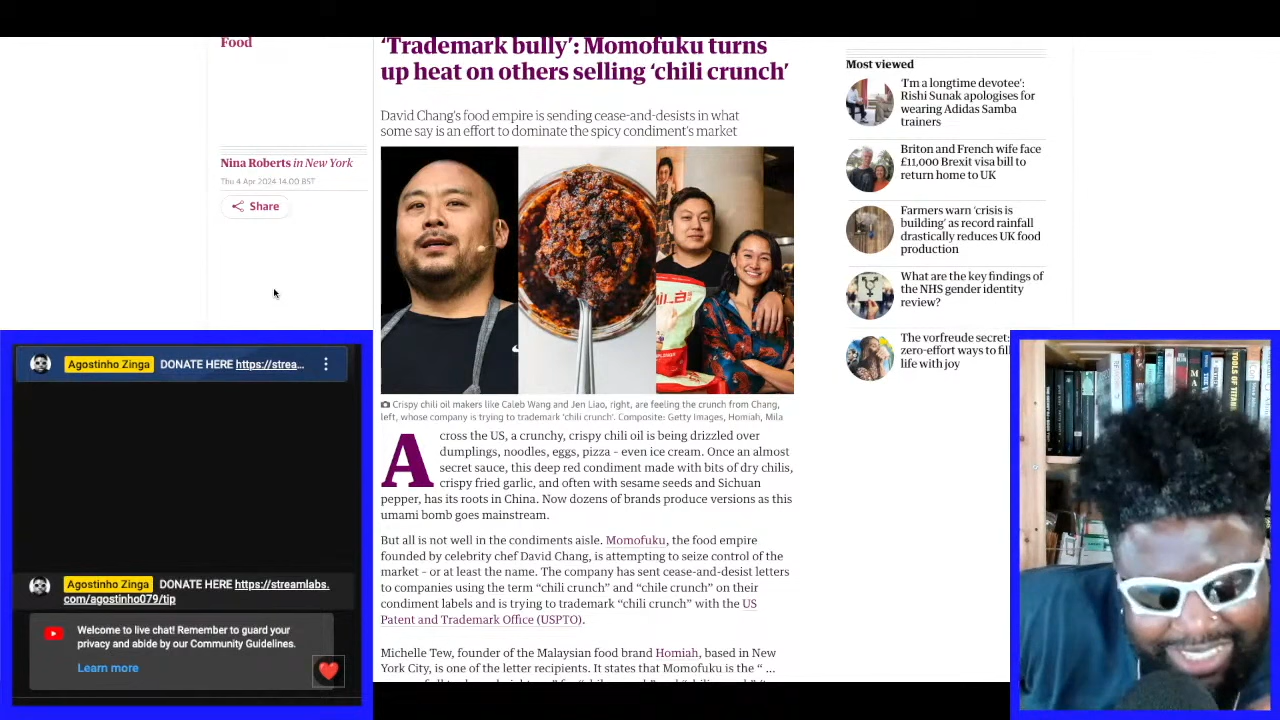 Food
‘Trademark bully’: Momofuku turns
up heat on others selling ‘chili crunch’
David Chang's food empire is sending cease-and-desists in what
some say is an effort to dominate the spicy condiment's market
Nina Roberts in New York
Thu 4 Apr 2024 14.00 BST
Share
Crispy chili oil makers like Caleb Wang and Jen Liao, right, are feeling the crunch from Chang,
left, whose company is trying to trademark ‘chili crunch’. Composite: Getty Images, Homiah, Mila
Across the US, a crunchy, crispy chili oil is being drizzled over
dumplings, noodles, eggs, pizza – even ice cream. Once an almost
secret sauce, this deep red condiment made with bits of dry chilis,
crispy fried garlic, and often with sesame seeds and Sichuan
pepper, has its roots in China. Now dozens of brands produce versions as this
umami bomb goes mainstream.
But all is not well in the condiments aisle. Momofuku, the food empire
founded by celebrity chef David Chang, is attempting to seize control of the
market – or at least the name. The company has sent cease-and-desist letters
to companies using the term “chili crunch” and “chile crunch” on their
condiment labels and is trying to trademark “chili crunch” with the US
Patent and Trademark Office (USPTO).
Michelle Tew, founder of the Malaysian food brand Homiah, based in New
York City, is one of the letter recipients. It states that Momofuku is the “ ...
Most viewed
‘I'm a longtime devotee’:
Rishi Sunak apologises for
wearing Adidas Samba
trainers
Briton and French wife face
£11,000 Brexit visa bill to
return home to UK
Farmers warn ‘crisis is
building’ as record rainfall
drastically reduces UK food
production
What are the key findings of
the NHS gender identity
review?
The vorfreude secret:
zero-effort ways to fill
life with joy
Agostinho Zinga DONATE HERE https://strea...
Agostinho Zinga DONATE HERE https://streamlabs.
com/agostinho079/tip
Welcome to live chat! Remember to guard your
privacy and abide by our Community Guidelines.
Learn more
TOOLS OF TITANS